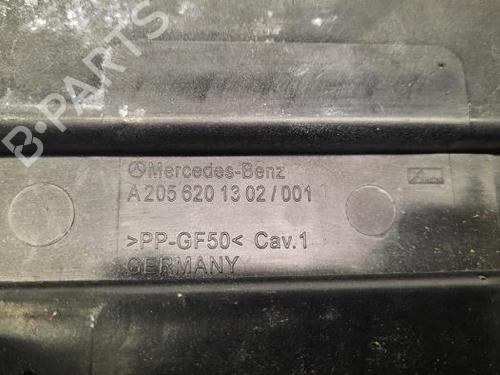 B-PARTS
Mercedes-Benz
A 205 620 13 02 / 001
>PP-GF50< Cav.1
GERMANY